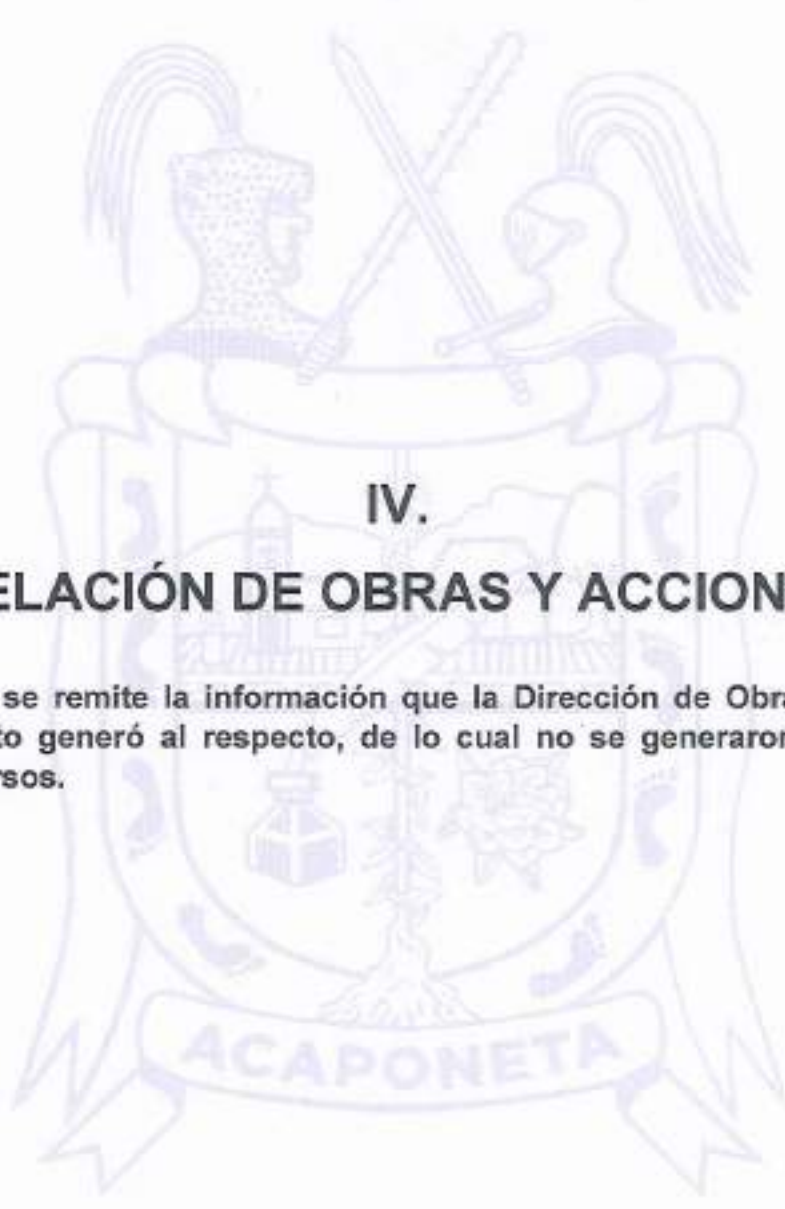 IV.
ELACIÓN DE OBRAS Y ACCION
se remite la información que la Dirección de Obra
to generó al respecto, de lo cual no se generaron
rsos.
ACAPONETA